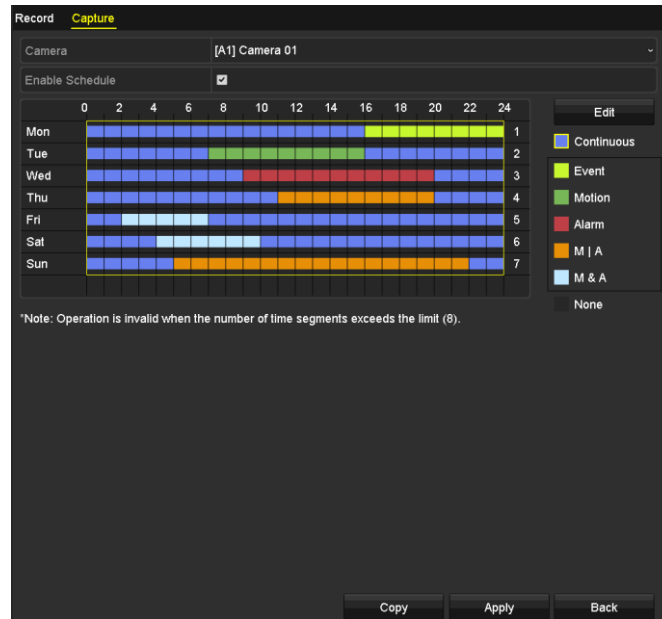 Record Capture
Camera [A1] Camera 01
Enable Schedule
0 2 4 6 8 10 12 14 16 18 20 22 24
Edit
Mon 1
Continuous
Tue 2
Wed 3
Event
Thu 4
Motion
Fri 5
Alarm
Sat 6
M | A
Sun 7
M & A
None
*Note: Operation is invalid when the number of time segments exceeds the limit (8).
Copy Apply Back